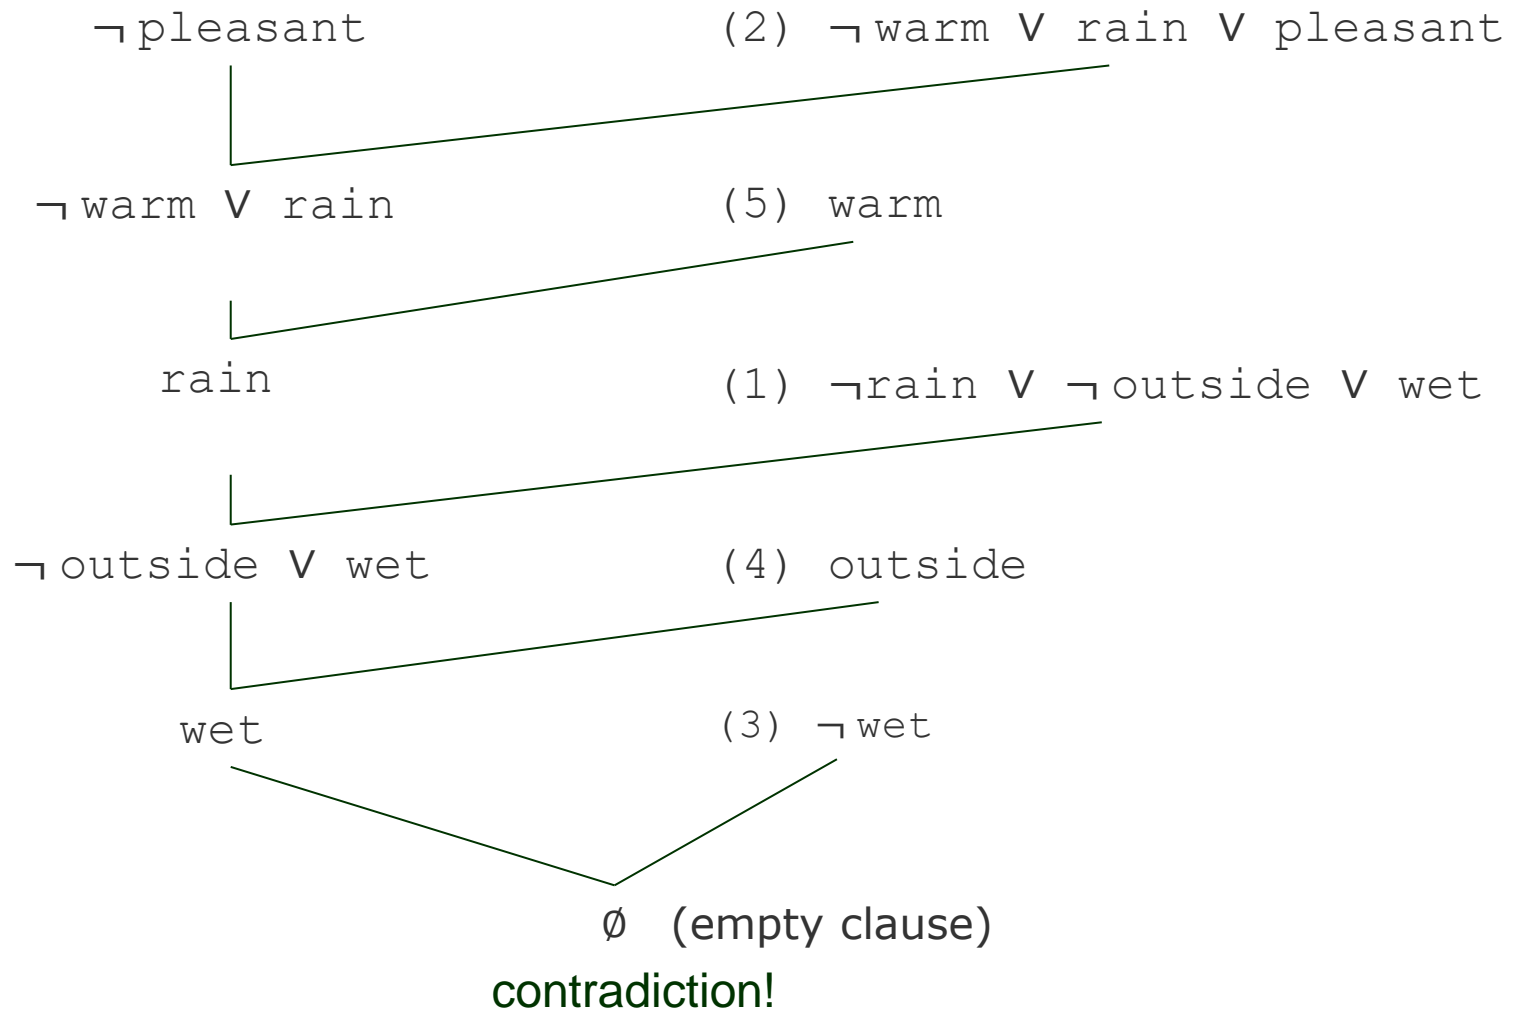 ¬ pleasant (2) ¬ warm V rain V pleasant
¬ warm V rain (5) warm
rain (1) ¬rain V ¬ outside V wet
¬ outside V wet (4) outside
wet (3) ¬ wet
Ø (empty clause)
contradiction!